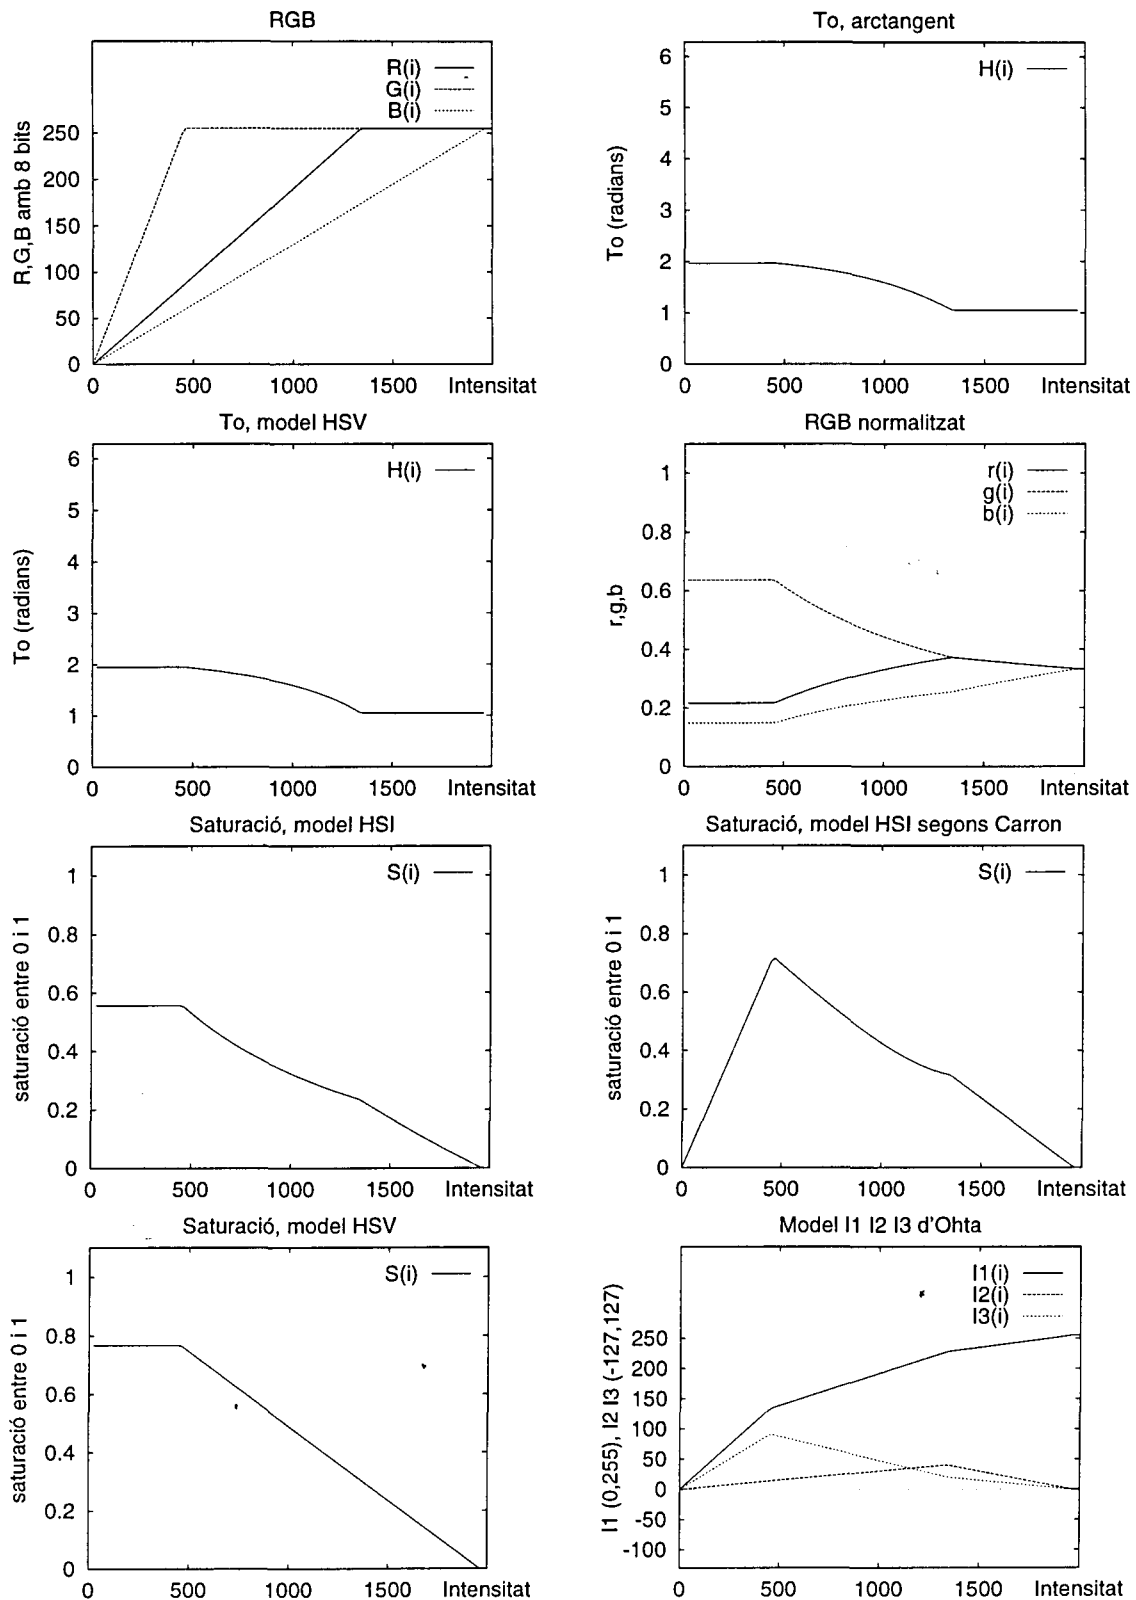 RGB
R(i)
G(i)
B(i)
R,G,B amb 8 bits
250
200
150
100
50
0
0 500 1000 1500 Intensitat
To, arctangent
H(i)
To (radians)
6
5
4
3
2
1
0
0 500 1000 1500 Intensitat
To, model HSV
H(i)
To (radians)
6
5
4
3
2
1
0
0 500 1000 1500 Intensitat
RGB normalitzat
r(i)
g(i)
b(i)
r,g,b
1
0.8
0.6
0.4
0.2
0
0 500 1000 1500 Intensitat
Saturació, model HSI
S(i)
saturació entre 0 i 1
1
0.8
0.6
0.4
0.2
0
0 500 1000 1500 Intensitat
Saturació, model HSI segons Carron
S(i)
saturació entre 0 i 1
1
0.8
0.6
0.4
0.2
0
0 500 1000 1500 Intensitat
Saturació, model HSV
S(i)
saturació entre 0 i 1
1
0.8
0.6
0.4
0.2
0
0 500 1000 1500 Intensitat
Model I1 I2 I3 d'Ohta
I1(i)
I2(i)
I3(i)
I1 (0,255), I2 I3 (-127,127)
250
200
150
100
50
0
-50
-100
0 500 1000 1500 Intensitat